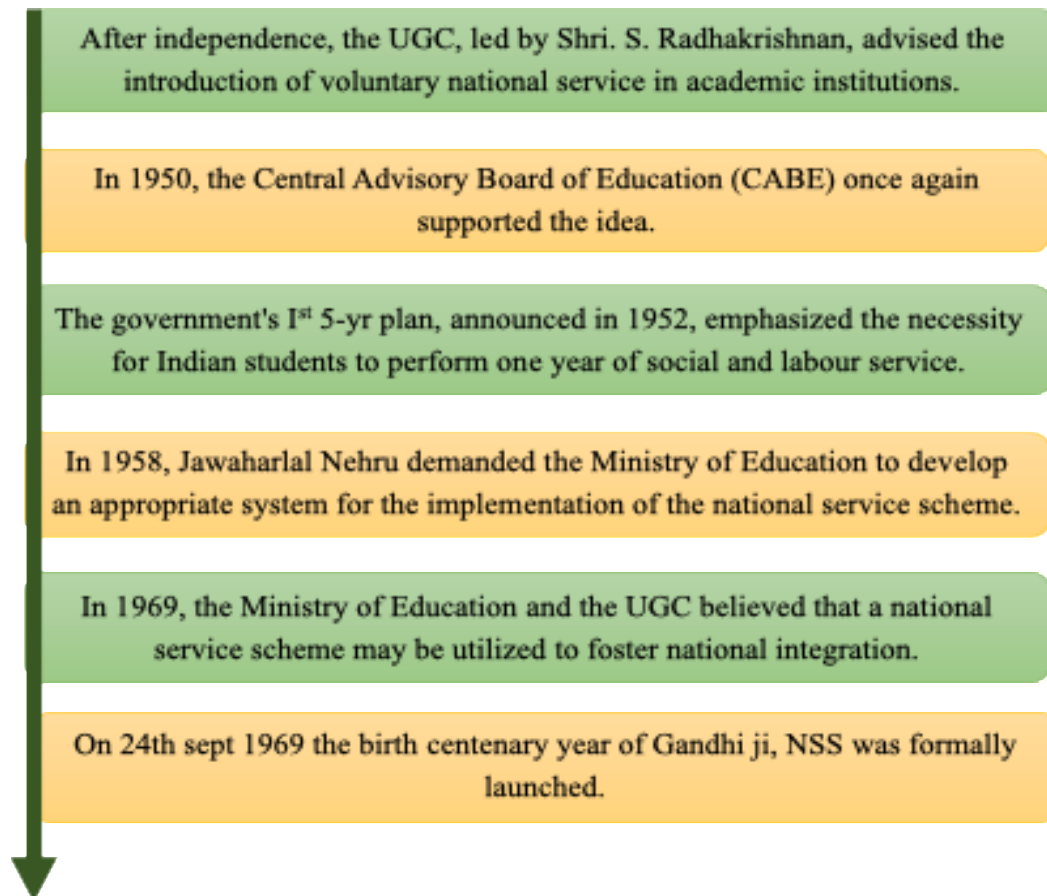 After independence, the UGC, led by Shri. S. Radhakrishnan, advised the
introduction of voluntary national service in academic institutions.
In 1950, the Central Advisory Board of Education (CABE) once again
supported the idea.
The government's Iˢᵗ 5-yr plan, announced in 1952, emphasized the necessity
for Indian students to perform one year of social and labour service.
In 1958, Jawaharlal Nehru demanded the Ministry of Education to develop
an appropriate system for the implementation of the national service scheme.
In 1969, the Ministry of Education and the UGC believed that a national
service scheme may be utilized to foster national integration.
On 24th sept 1969 the birth centenary year of Gandhi ji, NSS was formally
launched.